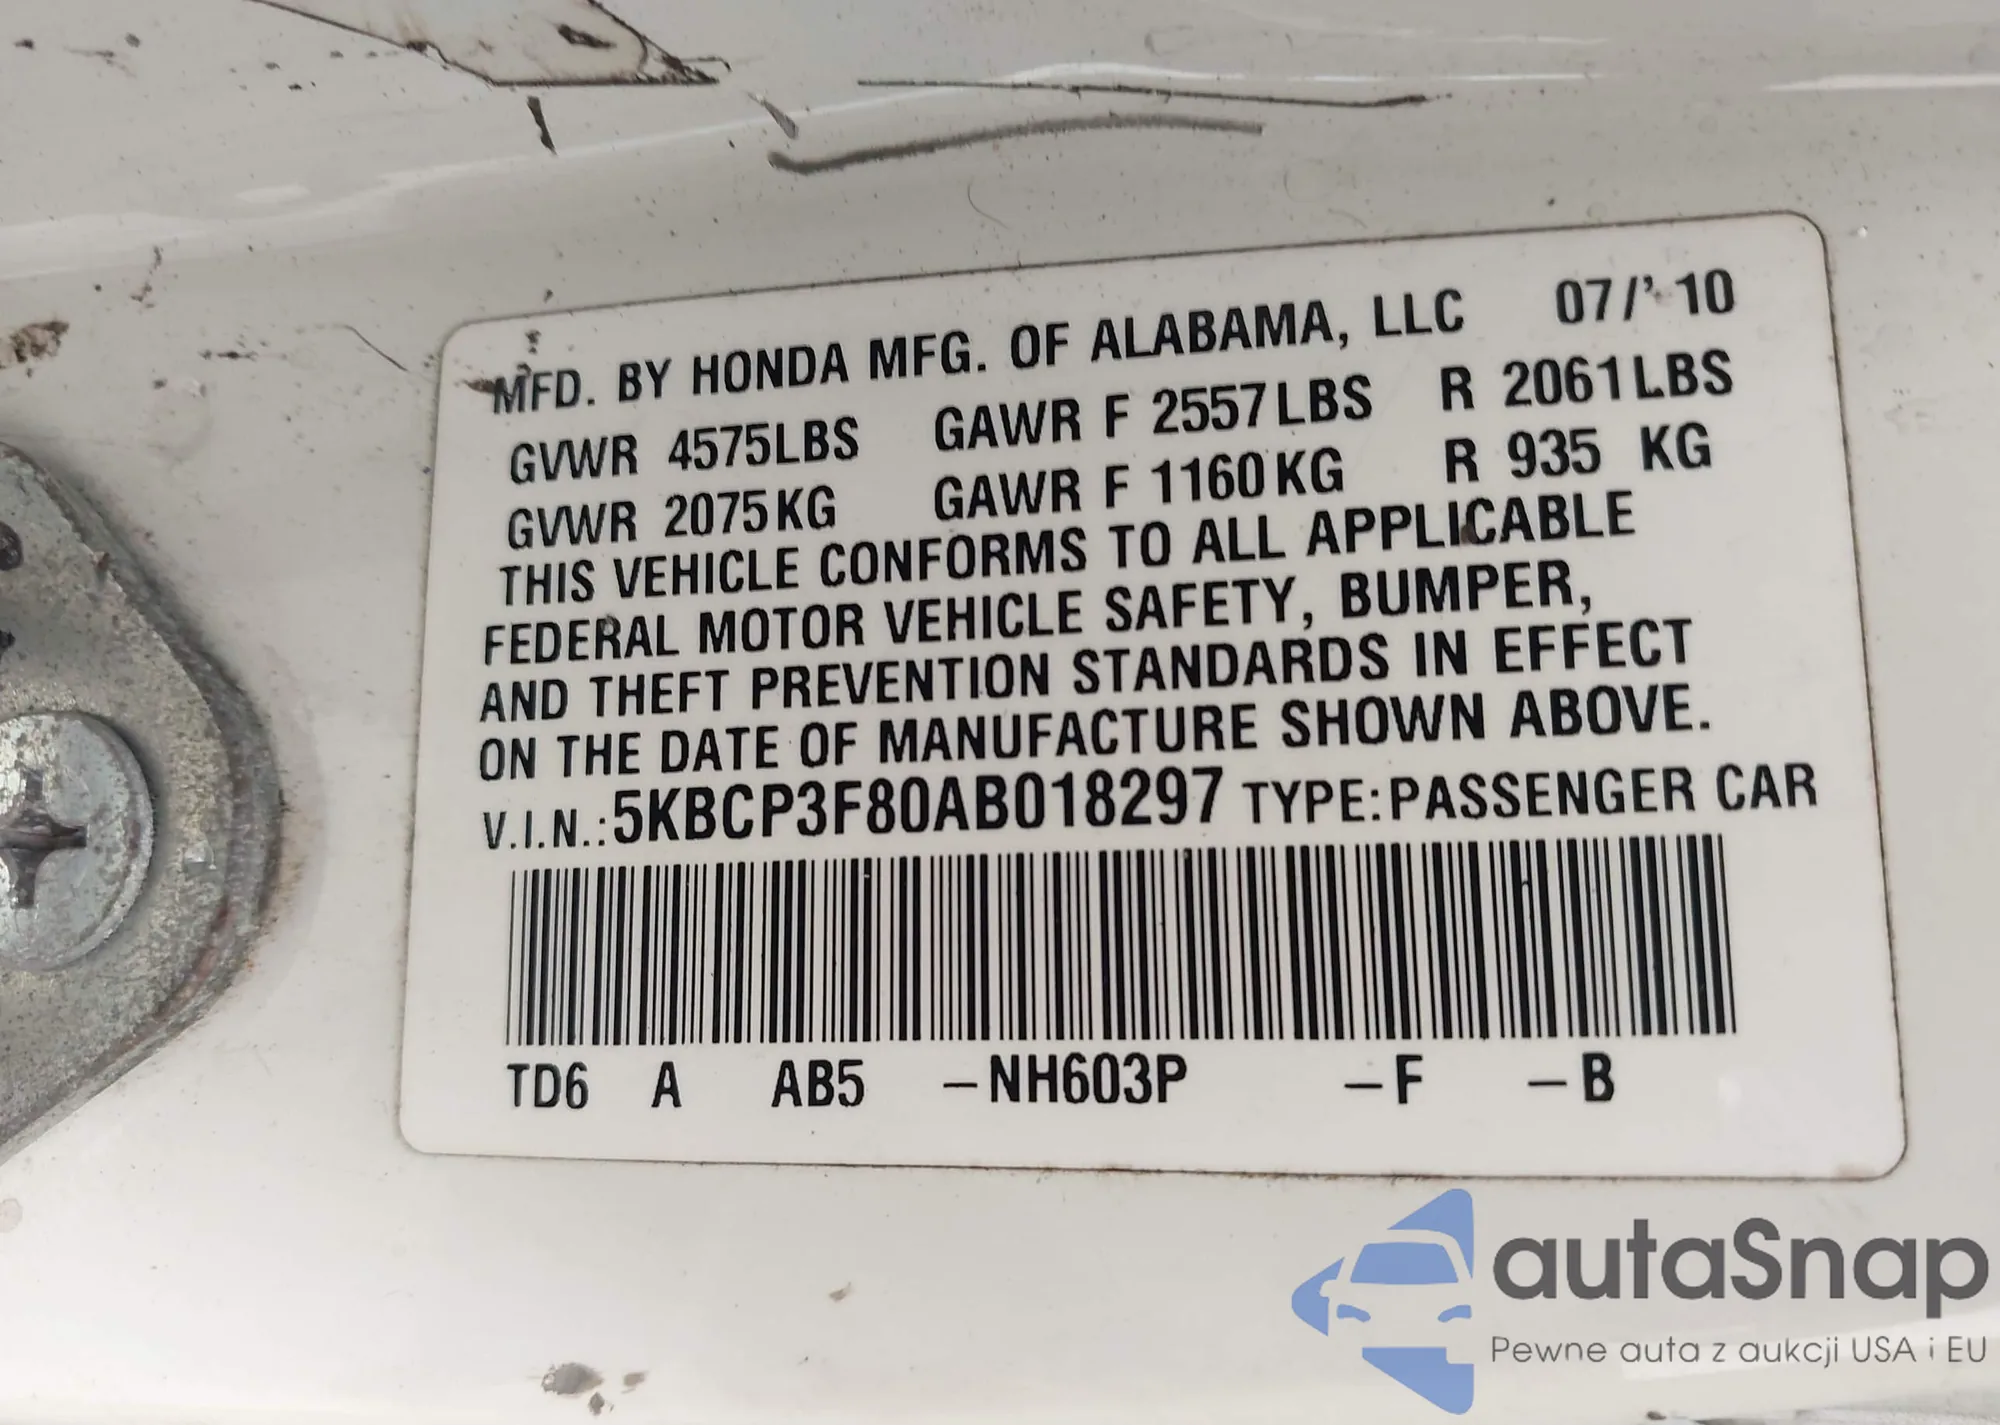 MFD. BY HONDA MFG. OF ALABAMA, LLC 07/'10
GVWR 4575LBS GAWR F 2557LBS R 2061LBS
GVWR 2075KG GAWR F 1160KG R 935 KG
THIS VEHICLE CONFORMS TO ALL APPLICABLE
FEDERAL MOTOR VEHICLE SAFETY, BUMPER,
AND THEFT PREVENTION STANDARDS IN EFFECT
ON THE DATE OF MANUFACTURE SHOWN ABOVE.
V.I.N.:5KBCP3F80AB018297 TYPE:PASSENGER CAR
TD6 A AB5 –NH603P –F –B
autaSnap
Pewne auta z aukcji USA i EU